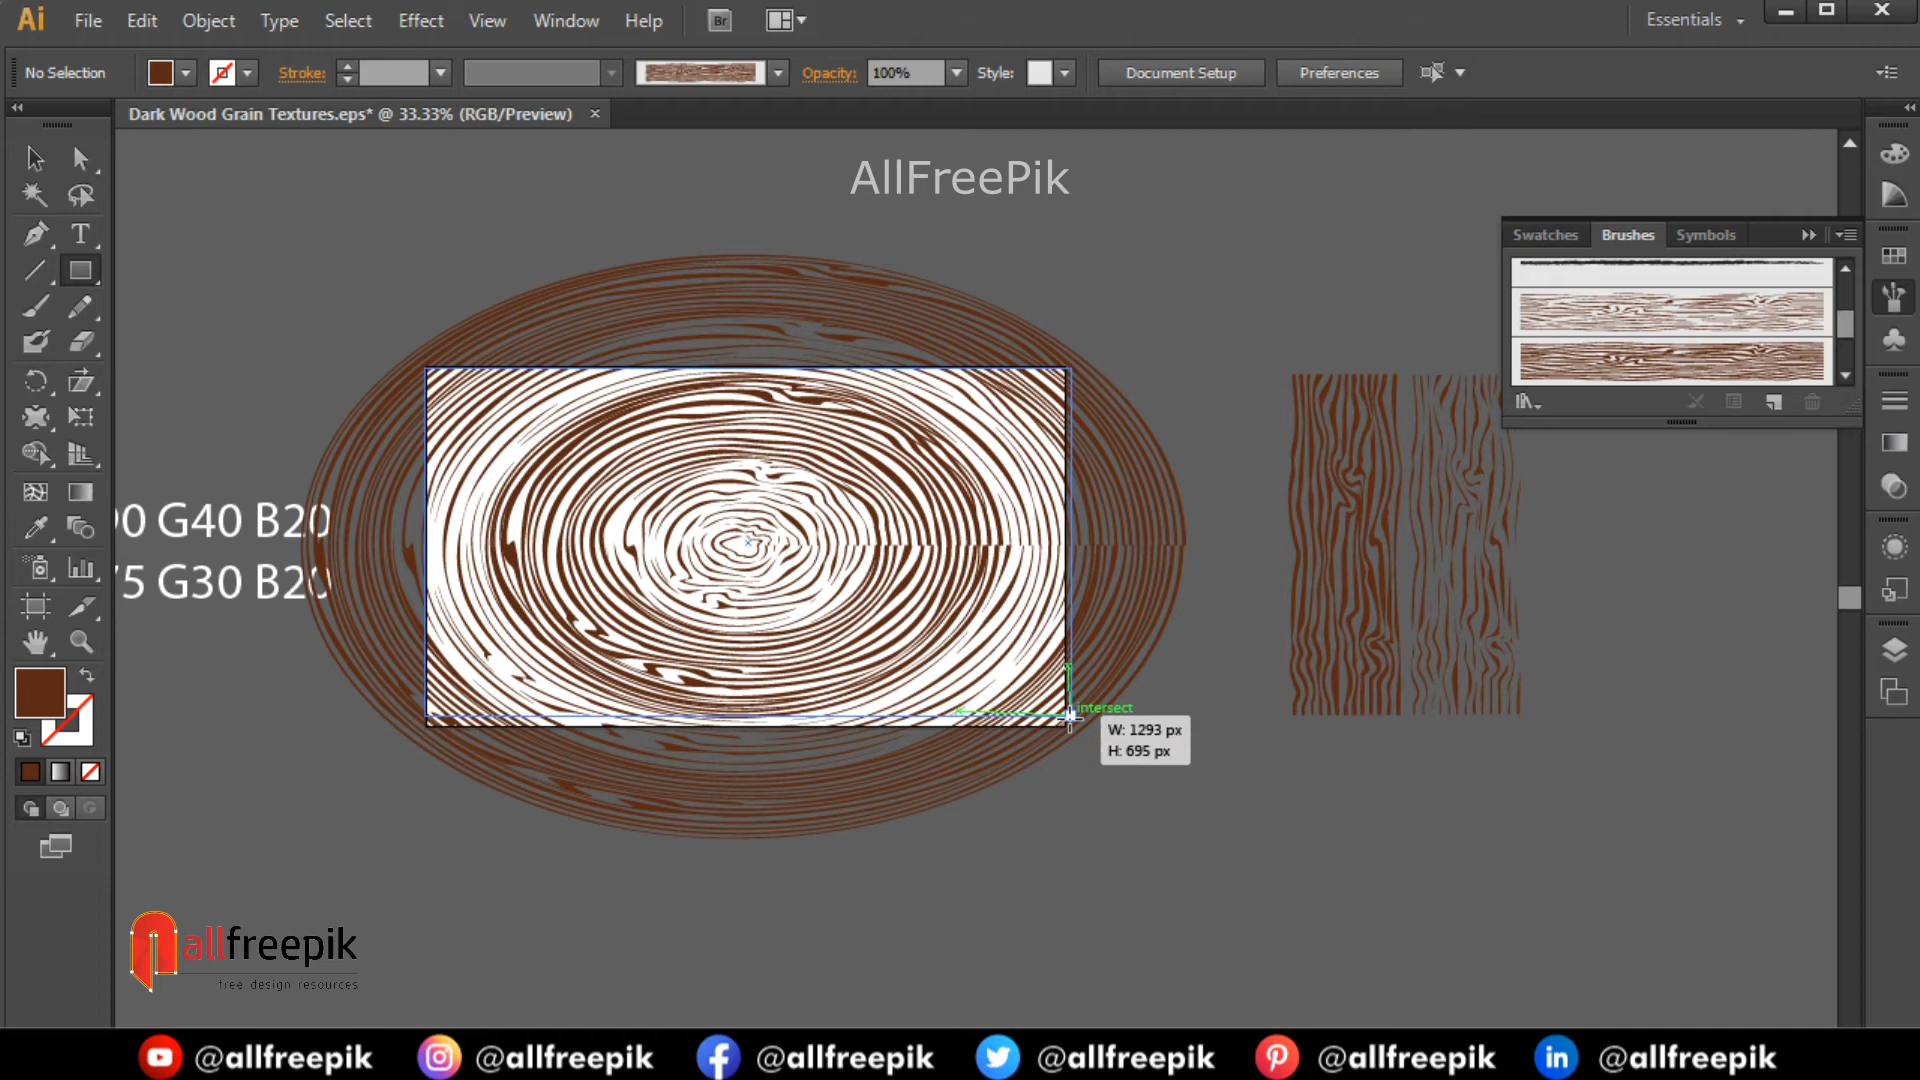 Ai File Edit Object Type Select Effect View Window Help Br Essentials
No Selection Stroke: Opacity: 100% Style: Document Setup Preferences
Dark Wood Grain Textures.eps* @ 33.33% (RGB/Preview) ×
AllFreePik
Swatches Brushes Symbols
G40 B20
G30 B20
intersect
W: 1293 px
H: 695 px
allfreepik
free design resources
@allfreepik @allfreepik @allfreepik @allfreepik @allfreepik @allfreepik